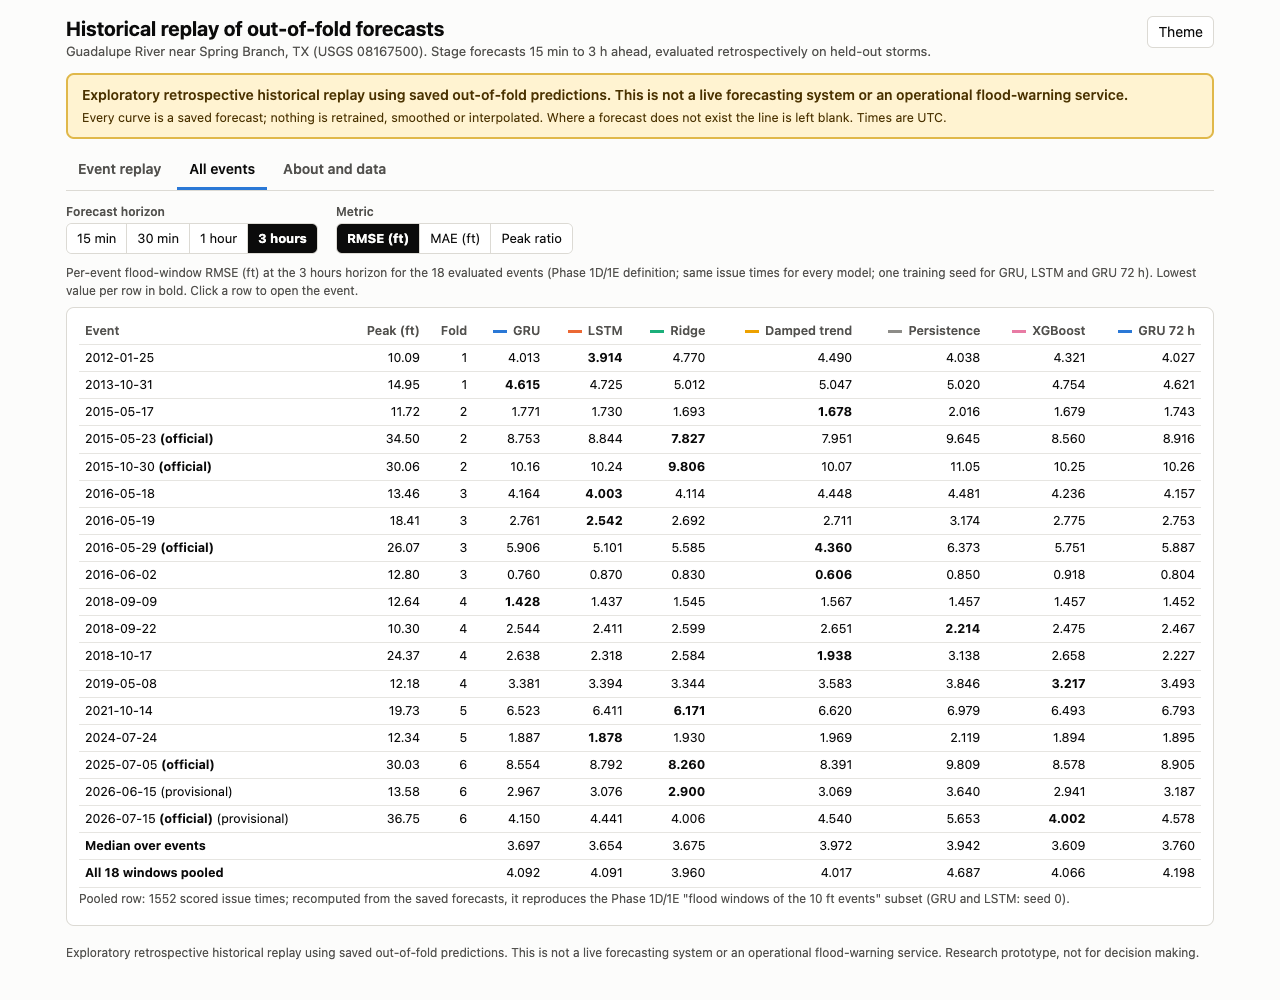 Historical replay of out-of-fold forecasts
Theme
Guadalupe River near Spring Branch, TX (USGS 08167500). Stage forecasts 15 min to 3 h ahead, evaluated retrospectively on held-out storms.
Exploratory retrospective historical replay using saved out-of-fold predictions. This is not a live forecasting system or an operational flood-warning service.
Every curve is a saved forecast; nothing is retrained, smoothed or interpolated. Where a forecast does not exist the line is left blank. Times are UTC.
Event replay All events About and data
Forecast horizon Metric
15 min 30 min 1 hour 3 hours RMSE (ft) MAE (ft) Peak ratio
Per-event flood-window RMSE (ft) at the 3 hours horizon for the 18 evaluated events (Phase 1D/1E definition; same issue times for every model; one training seed for GRU, LSTM and GRU 72 h). Lowest
value per row in bold. Click a row to open the event.
Event Peak (ft) Fold GRU LSTM Ridge Damped trend Persistence XGBoost GRU 72 h
2012-01-25 10.09 1 4.013 3.914 4.770 4.490 4.038 4.321 4.027
2013-10-31 14.95 1 4.615 4.725 5.012 5.047 5.020 4.754 4.621
2015-05-17 11.72 2 1.771 1.730 1.693 1.678 2.016 1.679 1.743
2015-05-23 (official) 34.50 2 8.753 8.844 7.827 7.951 9.645 8.560 8.916
2015-10-30 (official) 30.06 2 10.16 10.24 9.806 10.07 11.05 10.25 10.26
2016-05-18 13.46 3 4.164 4.003 4.114 4.448 4.481 4.236 4.157
2016-05-19 18.41 3 2.761 2.542 2.692 2.711 3.174 2.775 2.753
2016-05-29 (official) 26.07 3 5.906 5.101 5.585 4.360 6.373 5.751 5.887
2016-06-02 12.80 3 0.760 0.870 0.830 0.606 0.850 0.918 0.804
2018-09-09 12.64 4 1.428 1.437 1.545 1.567 1.457 1.457 1.452
2018-09-22 10.30 4 2.544 2.411 2.599 2.651 2.214 2.475 2.467
2018-10-17 24.37 4 2.638 2.318 2.584 1.938 3.138 2.658 2.227
2019-05-08 12.18 4 3.381 3.394 3.344 3.583 3.846 3.217 3.493
2021-10-14 19.73 5 6.523 6.411 6.171 6.620 6.979 6.493 6.793
2024-07-24 12.34 5 1.887 1.878 1.930 1.969 2.119 1.894 1.895
2025-07-05 (official) 30.03 6 8.554 8.792 8.260 8.391 9.809 8.578 8.905
2026-06-15 (provisional) 13.58 6 2.967 3.076 2.900 3.069 3.640 2.941 3.187
2026-07-15 (official) (provisional) 36.75 6 4.150 4.441 4.006 4.540 5.653 4.002 4.578
Median over events 3.697 3.654 3.675 3.972 3.942 3.609 3.760
All 18 windows pooled 4.092 4.091 3.960 4.017 4.687 4.066 4.198
Pooled row: 1552 scored issue times; recomputed from the saved forecasts, it reproduces the Phase 1D/1E "flood windows of the 10 ft events" subset (GRU and LSTM: seed 0).
Exploratory retrospective historical replay using saved out-of-fold predictions. This is not a live forecasting system or an operational flood-warning service. Research prototype, not for decision making.